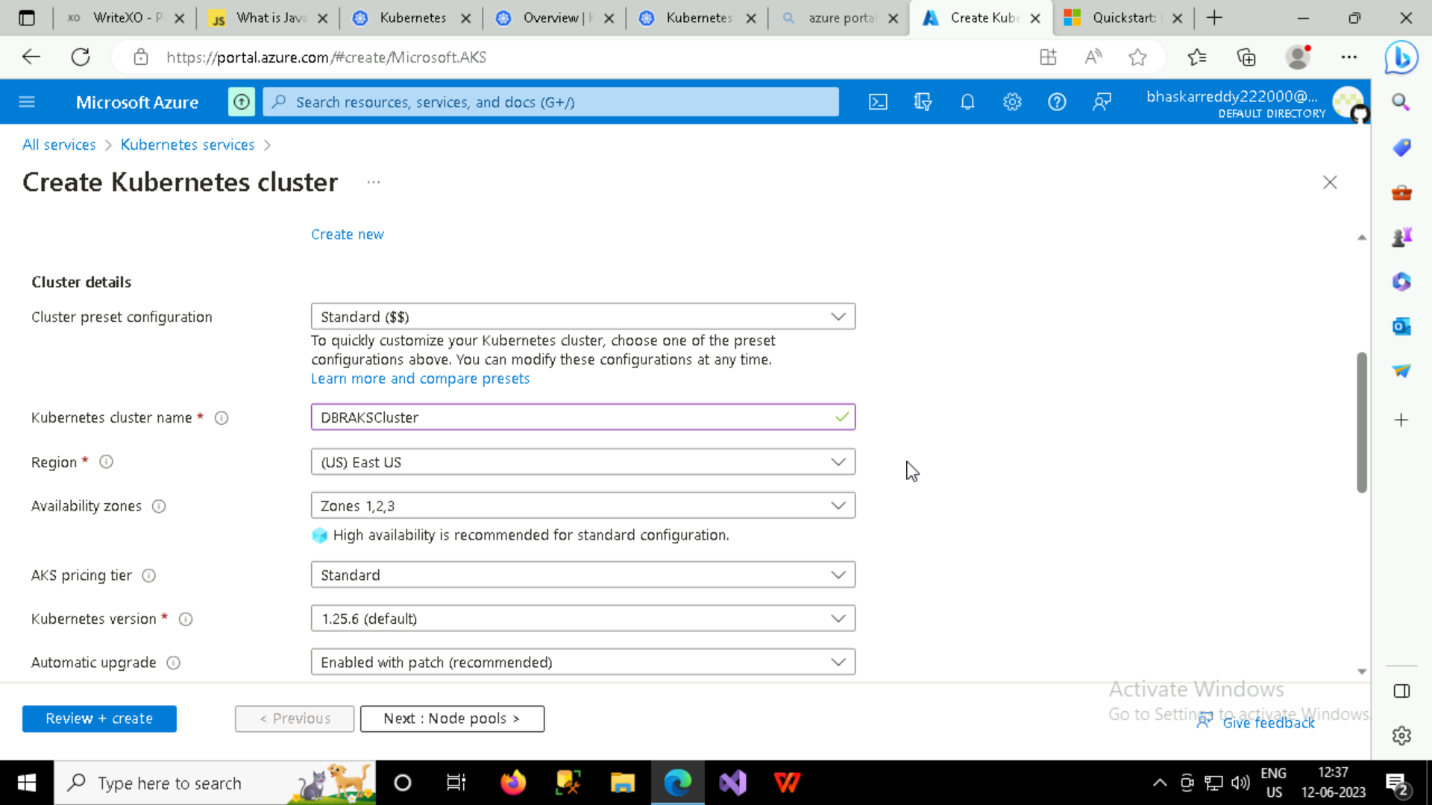 WriteXO - P
What is Java
Kubernetes
Overview | K
Kubernetes
azure portal
Create Kube
Quickstart:
https://portal.azure.com/#create/Microsoft.AKS
Microsoft Azure
Search resources, services, and docs (G+/)
bhaskarreddy222000@...
DEFAULT DIRECTORY
All services > Kubernetes services >
Create Kubernetes cluster ...
Create new
Cluster details
Cluster preset configuration
Standard ($$)
To quickly customize your Kubernetes cluster, choose one of the preset
configurations above. You can modify these configurations at any time.
Learn more and compare presets
Kubernetes cluster name *
DBRAKSCluster
Region *
(US) East US
Availability zones
Zones 1,2,3
High availability is recommended for standard configuration.
AKS pricing tier
Standard
Kubernetes version *
1.25.6 (default)
Automatic upgrade
Enabled with patch (recommended)
Activate Windows
Go to Settings to activate Windows.
Review + create
< Previous
Next : Node pools >
Give feedback
Type here to search
ENG
US
12:37
12-06-2023
2